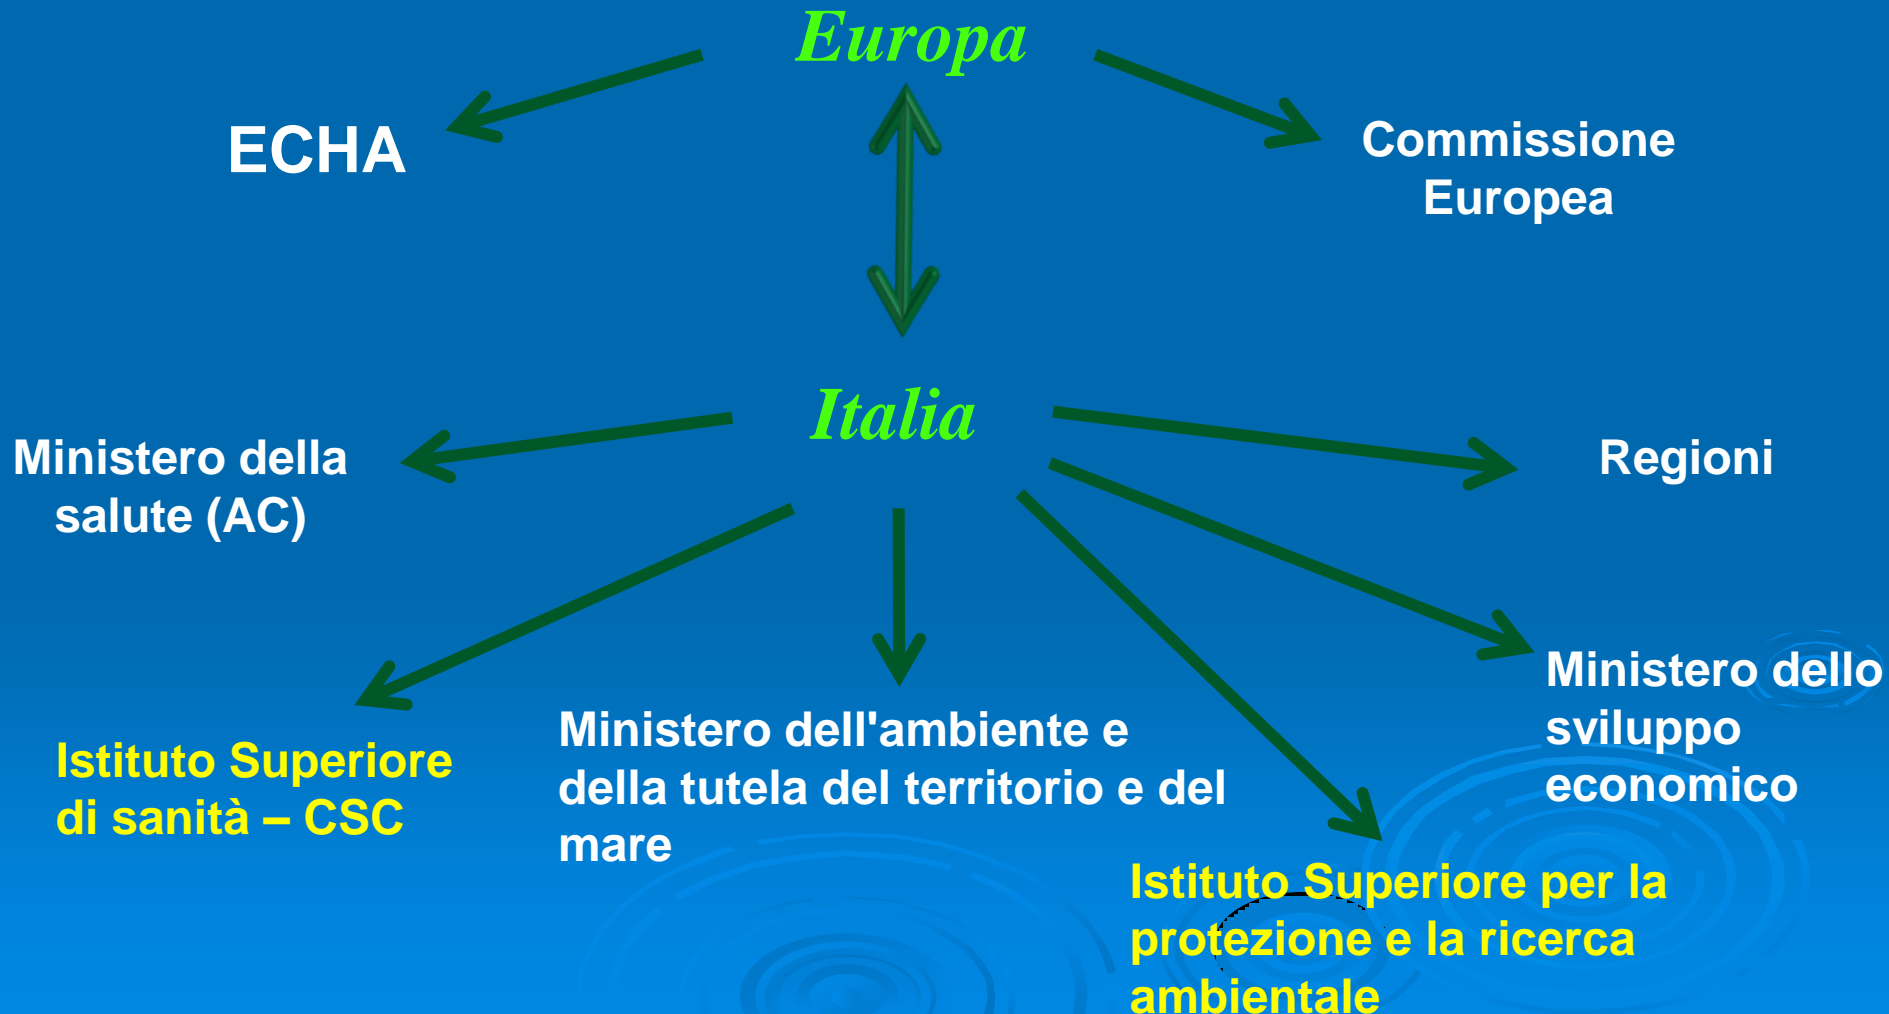 Europa
ECHA
Commissione
Europea
Italia
Ministero della
salute (AC)
Regioni
Istituto Superiore
di sanità – CSC
Ministero dell'ambiente e
della tutela del territorio e del
mare
Ministero dello
sviluppo
economico
Istituto Superiore per la
protezione e la ricerca
ambientale